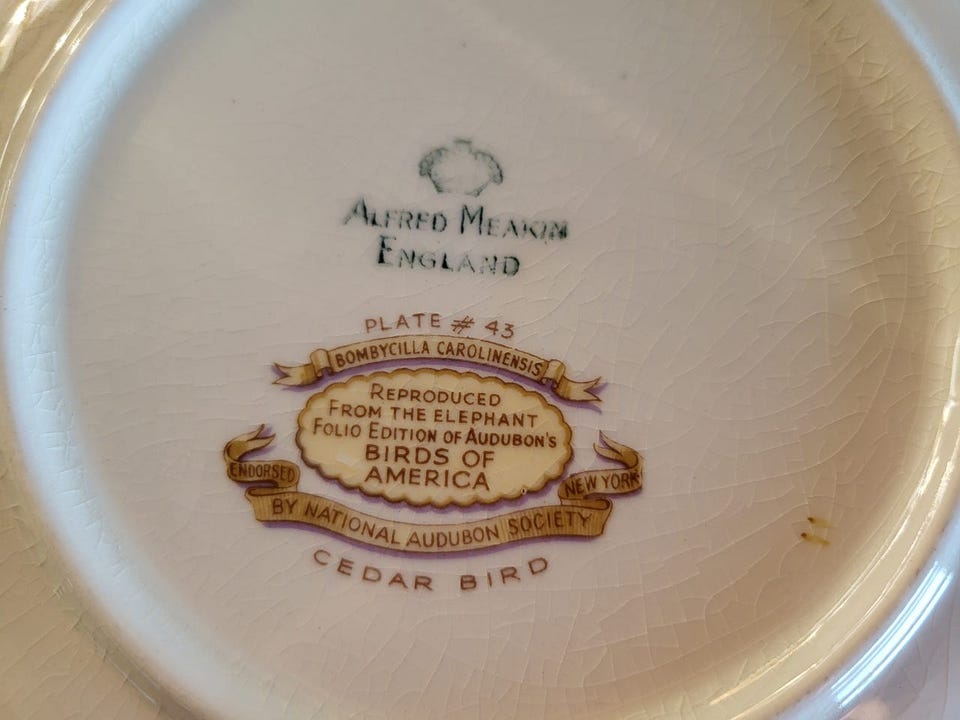 ALFRED MEAKIN
ENGLAND
PLATE # 43
BOMBYCILLA CAROLINENSIS
REPRODUCED
FROM THE ELEPHANT
FOLIO EDITION OF AUDUBON'S
BIRDS OF
AMERICA
ENDORSED
BY NATIONAL AUDUBON SOCIETY
NEW YORK
CEDAR BIRD